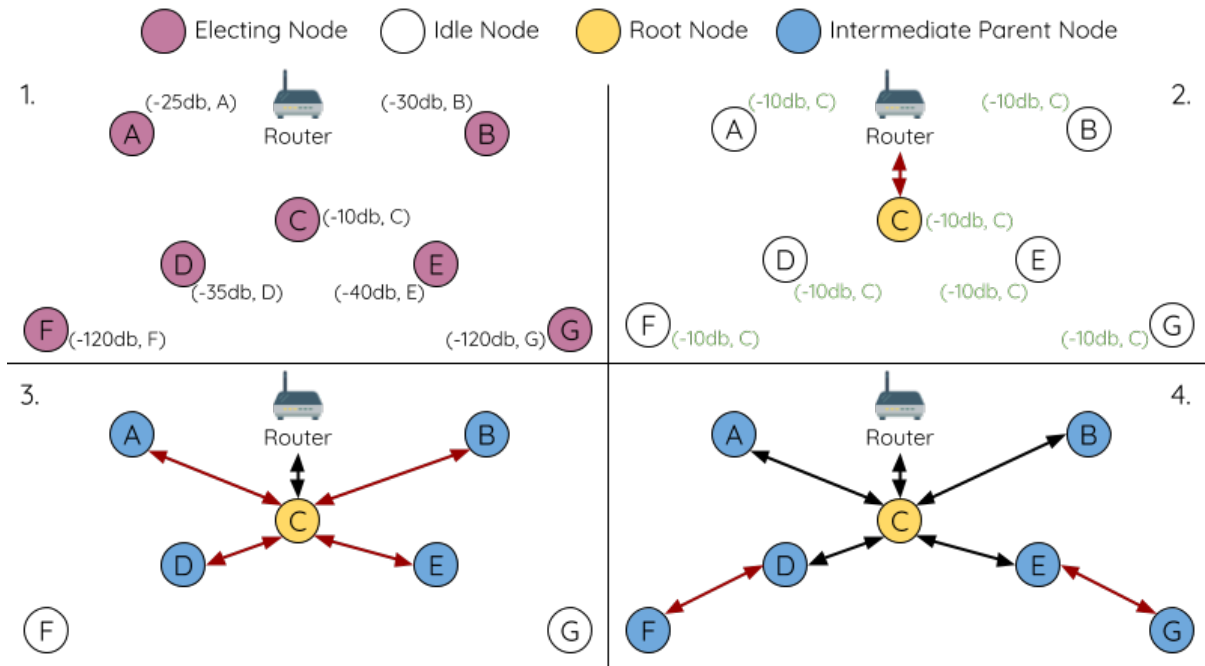 Electing Node
Idle Node
Root Node
Intermediate Parent Node
1.
(-25db, A)
A
Router
(-30db, B)
B
C
(-10db, C)
D
(-35db, D)
E
(-40db, E)
F
(-120db, F)
(-120db, G)
G
2.
(-10db, C)
A
Router
(-10db, C)
B
C
(-10db, C)
D
(-10db, C)
E
(-10db, C)
F
(-10db, C)
(-10db, C)
G
3.
A
Router
B
C
D
E
F
G
4.
A
Router
B
C
D
E
F
G